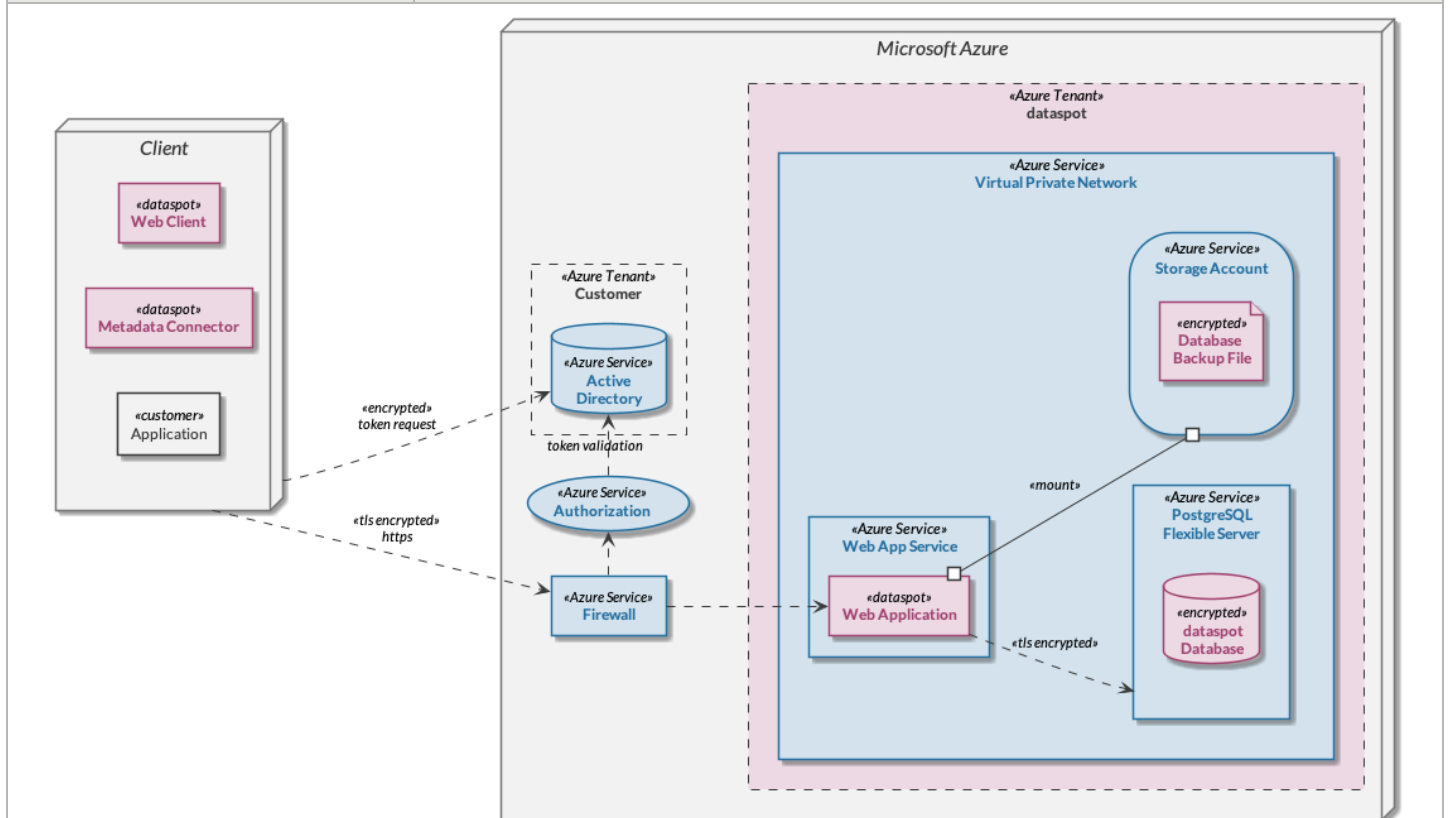 Microsoft Azure
«Azure Tenant»
dataspot
Client
«Azure Service»
Virtual Private Network
«dataspot»
Web Client
«Azure Service»
Storage Account
«Azure Tenant»
Customer
«dataspot»
Metadata Connector
«encrypted»
Database
Backup File
«Azure Service»
Active
Directory
«customer»
Application
«encrypted»
token request
token validation
«mount»
«Azure Service»
Authorization
«Azure Service»
PostgreSQL
Flexible Server
«tls encrypted»
https
«Azure Service»
Web App Service
«Azure Service»
Firewall
«dataspot»
Web Application
«encrypted»
dataspot
Database
«tls encrypted»